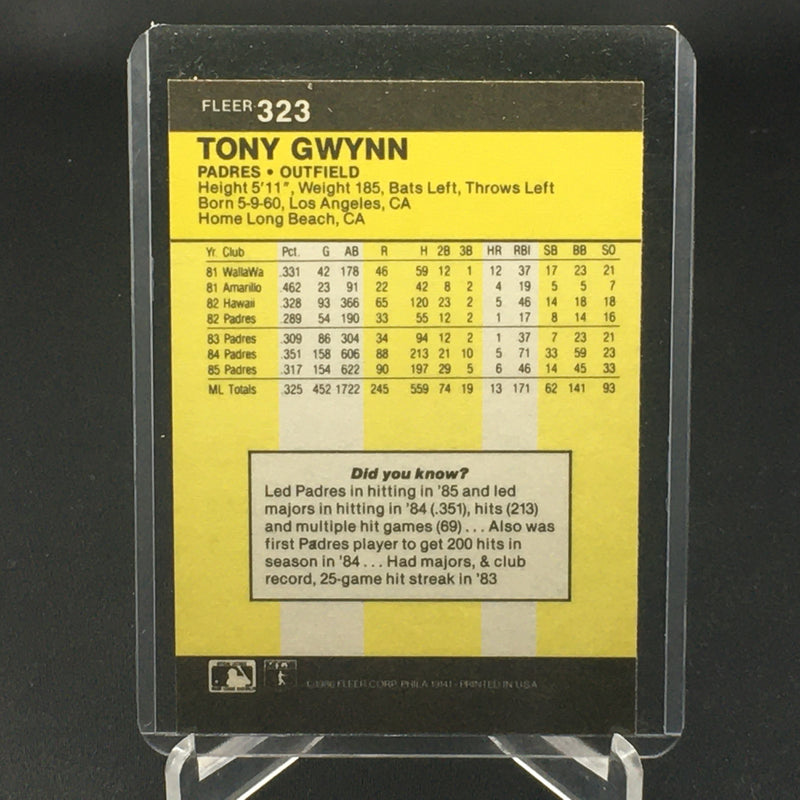 FLEER 323
TONY GWYNN
PADRES • OUTFIELD
Height 5'11", Weight 185, Bats Left, Throws Left
Born 5-9-60, Los Angeles, CA
Home Long Beach, CA
Yr. Club Pct. G AB R H 2B 3B HR RBI SB BB SO
81 WallaWa .331 42 178 46 59 12 1 12 37 17 23 21
81 Amarillo .462 23 91 22 42 8 2 4 19 5 5 7
82 Hawaii .328 93 366 65 120 23 2 5 46 14 18 18
82 Padres .289 54 190 33 55 12 2 1 17 8 14 16
83 Padres .309 86 304 34 94 12 2 1 37 7 23 21
84 Padres .351 158 606 88 213 21 10 5 71 33 59 23
85 Padres .317 154 622 90 197 29 5 6 46 14 45 33
ML Totals .325 452 1722 245 559 74 19 13 171 62 141 93
Did you know?
Led Padres in hitting in '85 and led
majors in hitting in '84 (.351), hits (213)
and multiple hit games (69) . . . Also was
first Padres player to get 200 hits in
season in '84 . . . Had majors, & club
record, 25-game hit streak in '83
©1986 FLEER CORP. PHILA 19141 - PRINTED IN U.S.A.